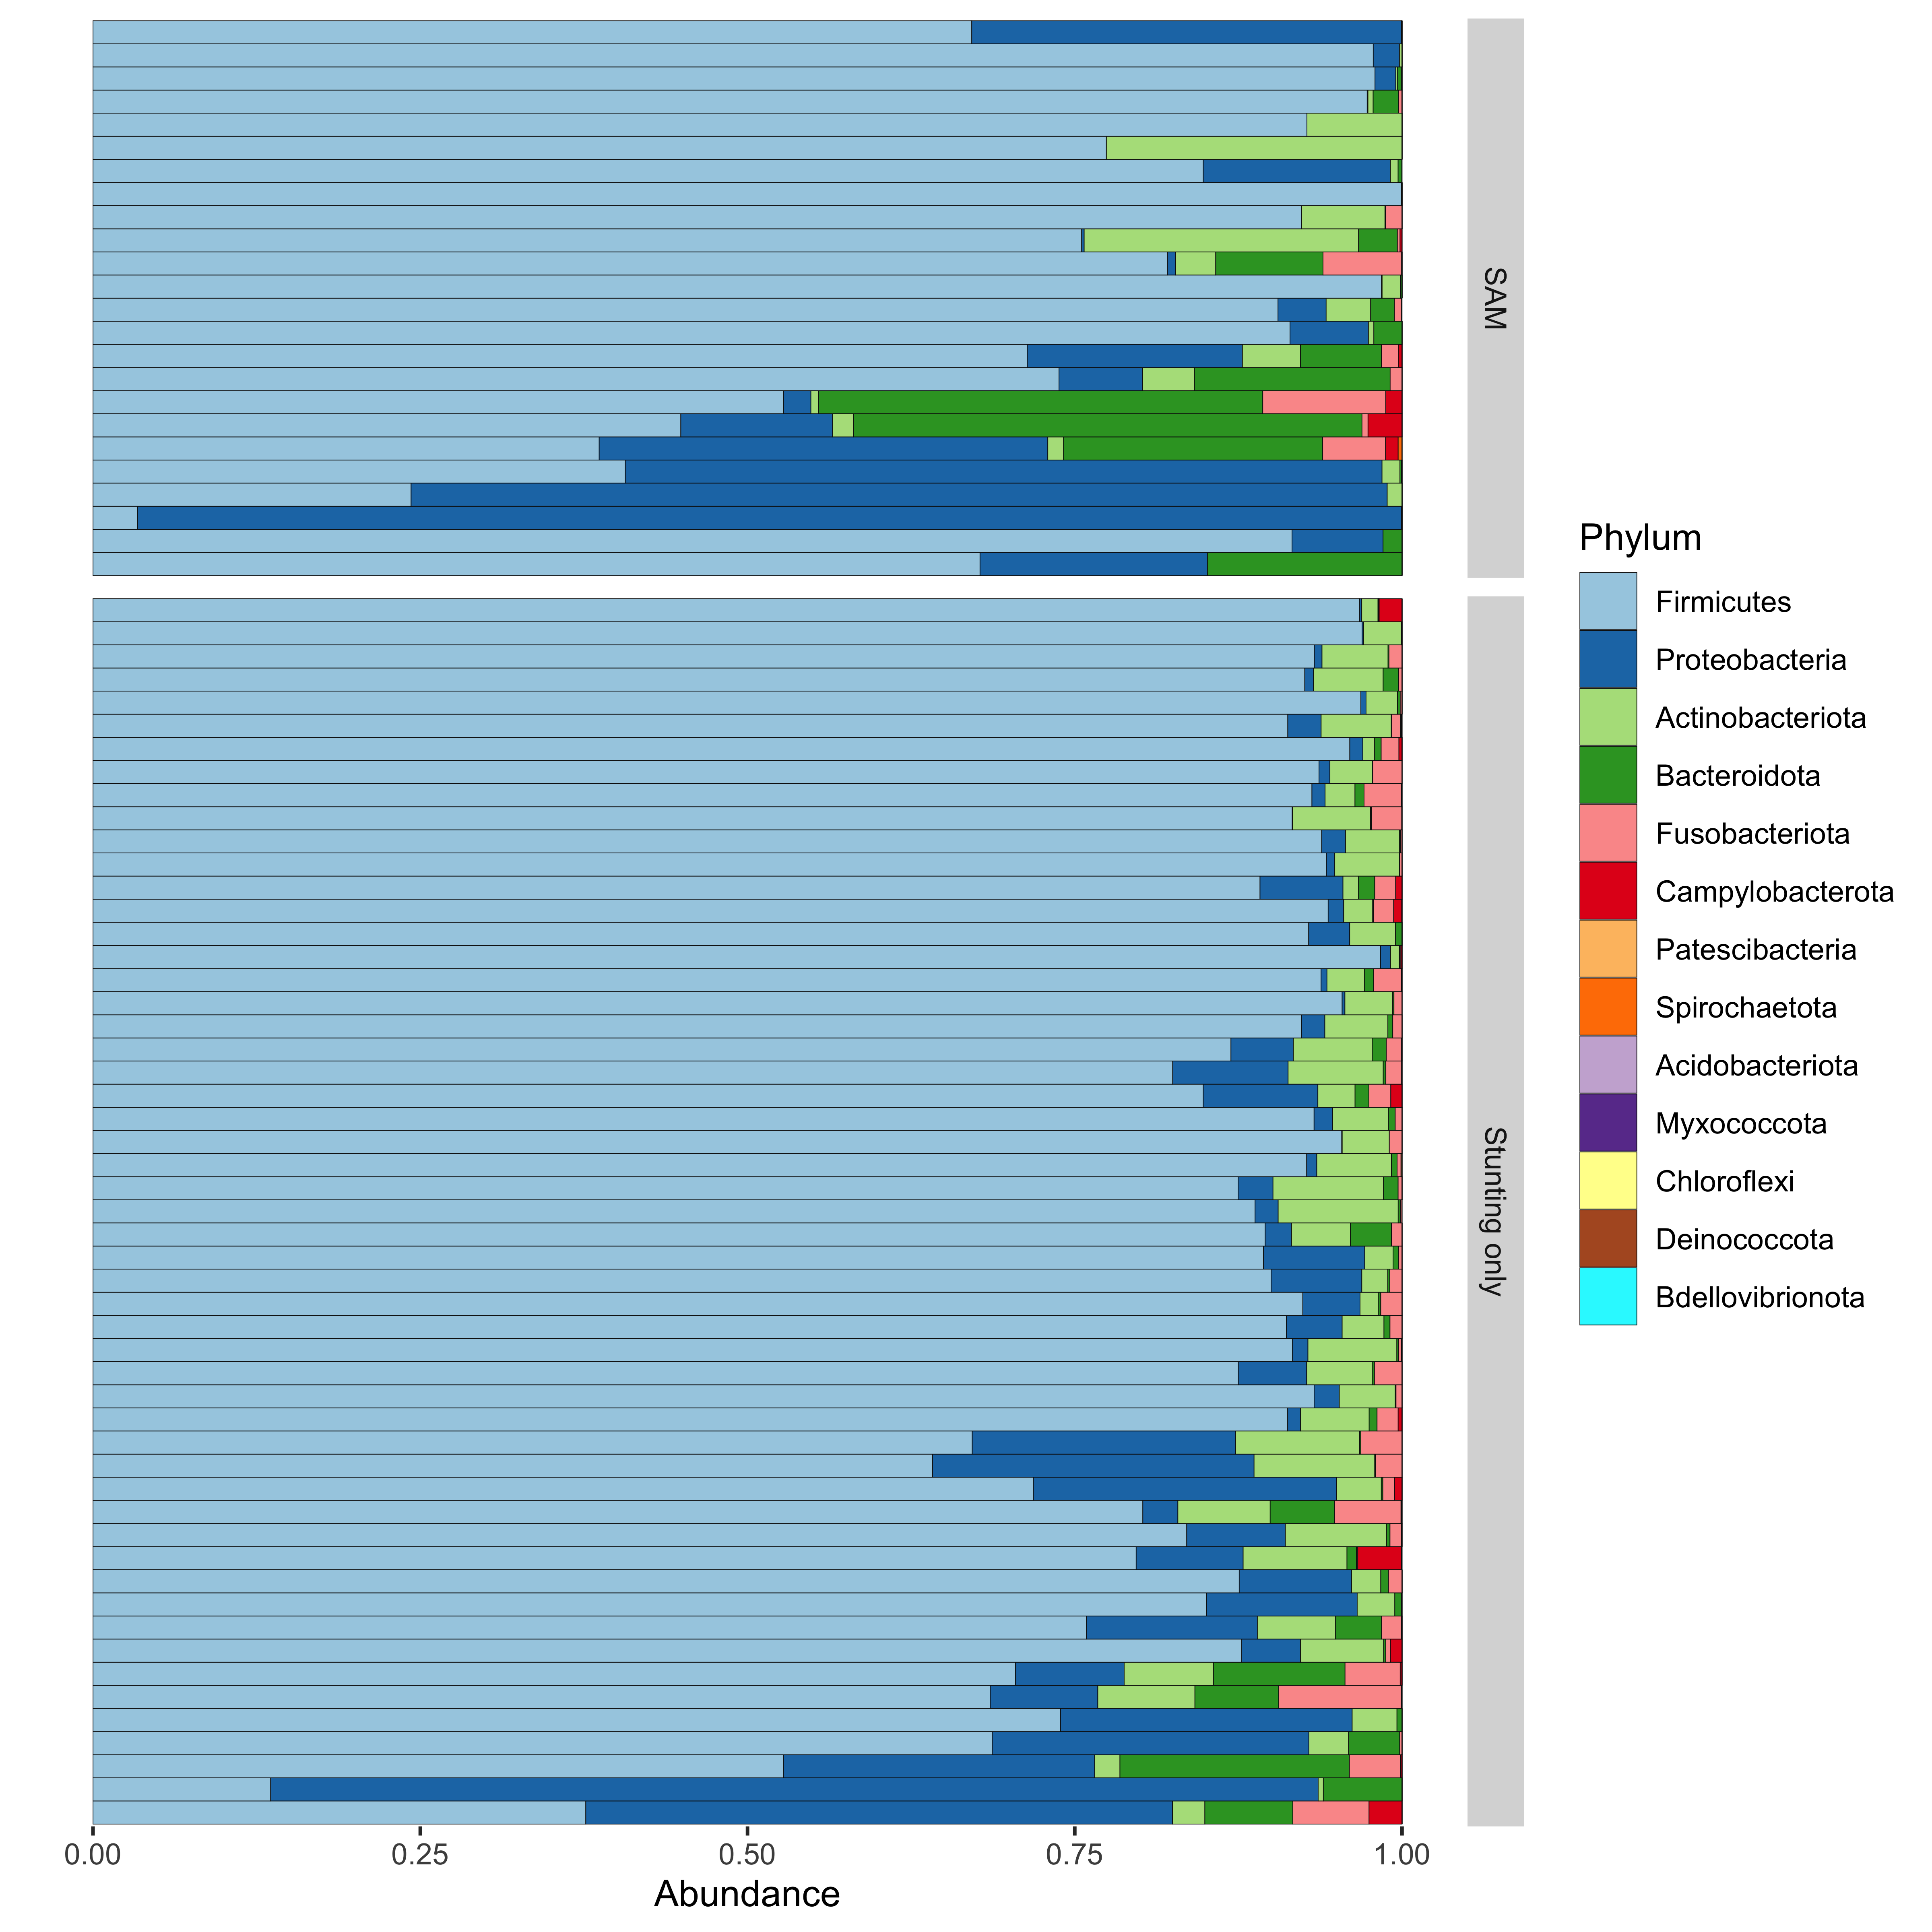 SAM
Stunting only
0.00
0.25
0.50
0.75
1.00
Abundance
Phylum
Firmicutes
Proteobacteria
Actinobacteriota
Bacteroidota
Fusobacteriota
Campylobacterota
Patescibacteria
Spirochaetota
Acidobacteriota
Myxococcota
Chloroflexi
Deinococcota
Bdellovibrionota